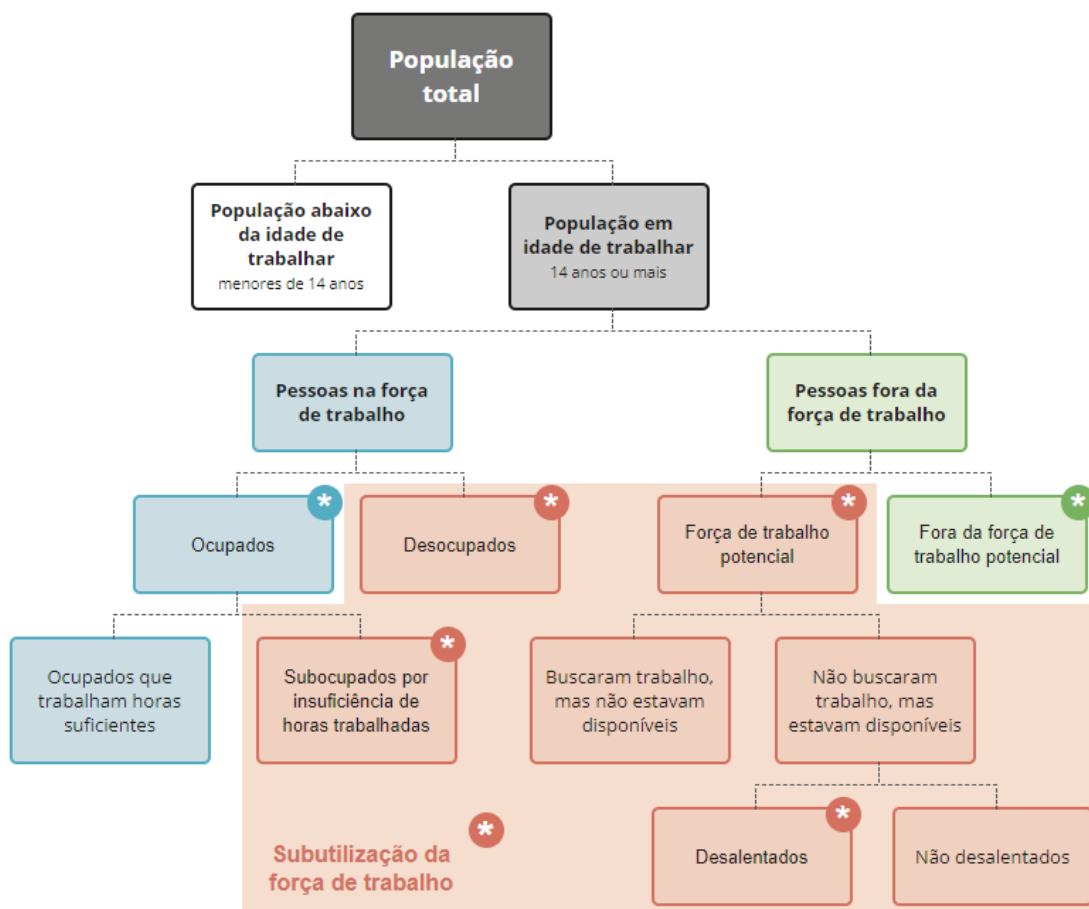 População
total
População abaixo
da idade de
trabalhar
menores de 14 anos
População em
idade de trabalhar
14 anos ou mais
Pessoas na força
de trabalho
Pessoas fora da
força de trabalho
*
Ocupados
*
Desocupados
*
Força de trabalho
potencial
*
Fora da força de
trabalho potencial
Ocupados que
trabalham horas
suficientes
*
Subocupados por
insuficiência de
horas trabalhadas
Buscaram trabalho,
mas não estavam
disponíveis
Não buscaram
trabalho, mas
estavam disponíveis
*
Subutilização da
força de trabalho
*
Desalentados
Não desalentados